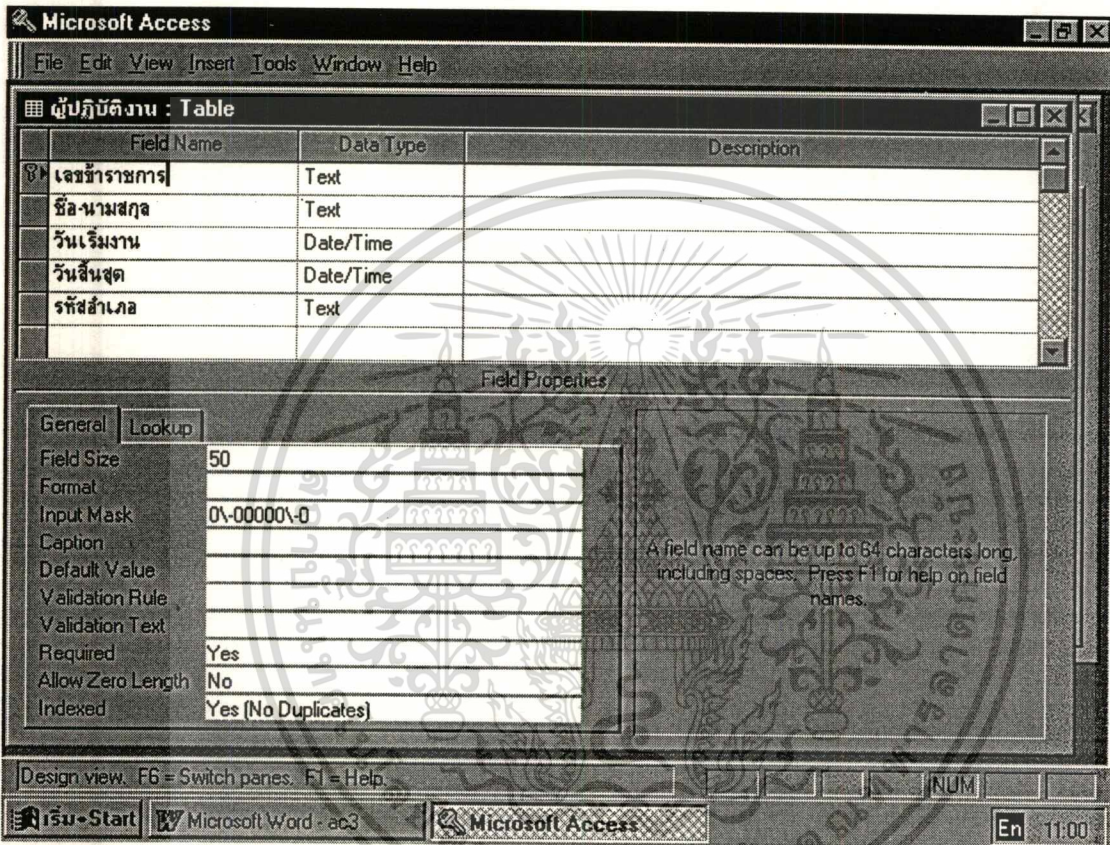 Microsoft Access
File Edit View Insert Tools Window Help
ผู้ปฏิบัติงาน : Table
Field Name Data Type Description
เลขข้าราชการ Text
ชื่อ-นามสกุล Text
วันเริ่มงาน Date/Time
วันสิ้นสุด Date/Time
รหัสอำเภอ Text
Field Properties
General Lookup
Field Size 50
Format
Input Mask 0\-00000\-0
Caption
Default Value
Validation Rule
Validation Text
Required Yes
Allow Zero Length No
Indexed Yes (No Duplicates)
A field name can be up to 64 characters long,
including spaces. Press F1 for help on field
names.
Design view. F6 = Switch panes. F1 = Help. NUM
เริ่ม-Start Microsoft Word - ac3 Microsoft Access En 11:00